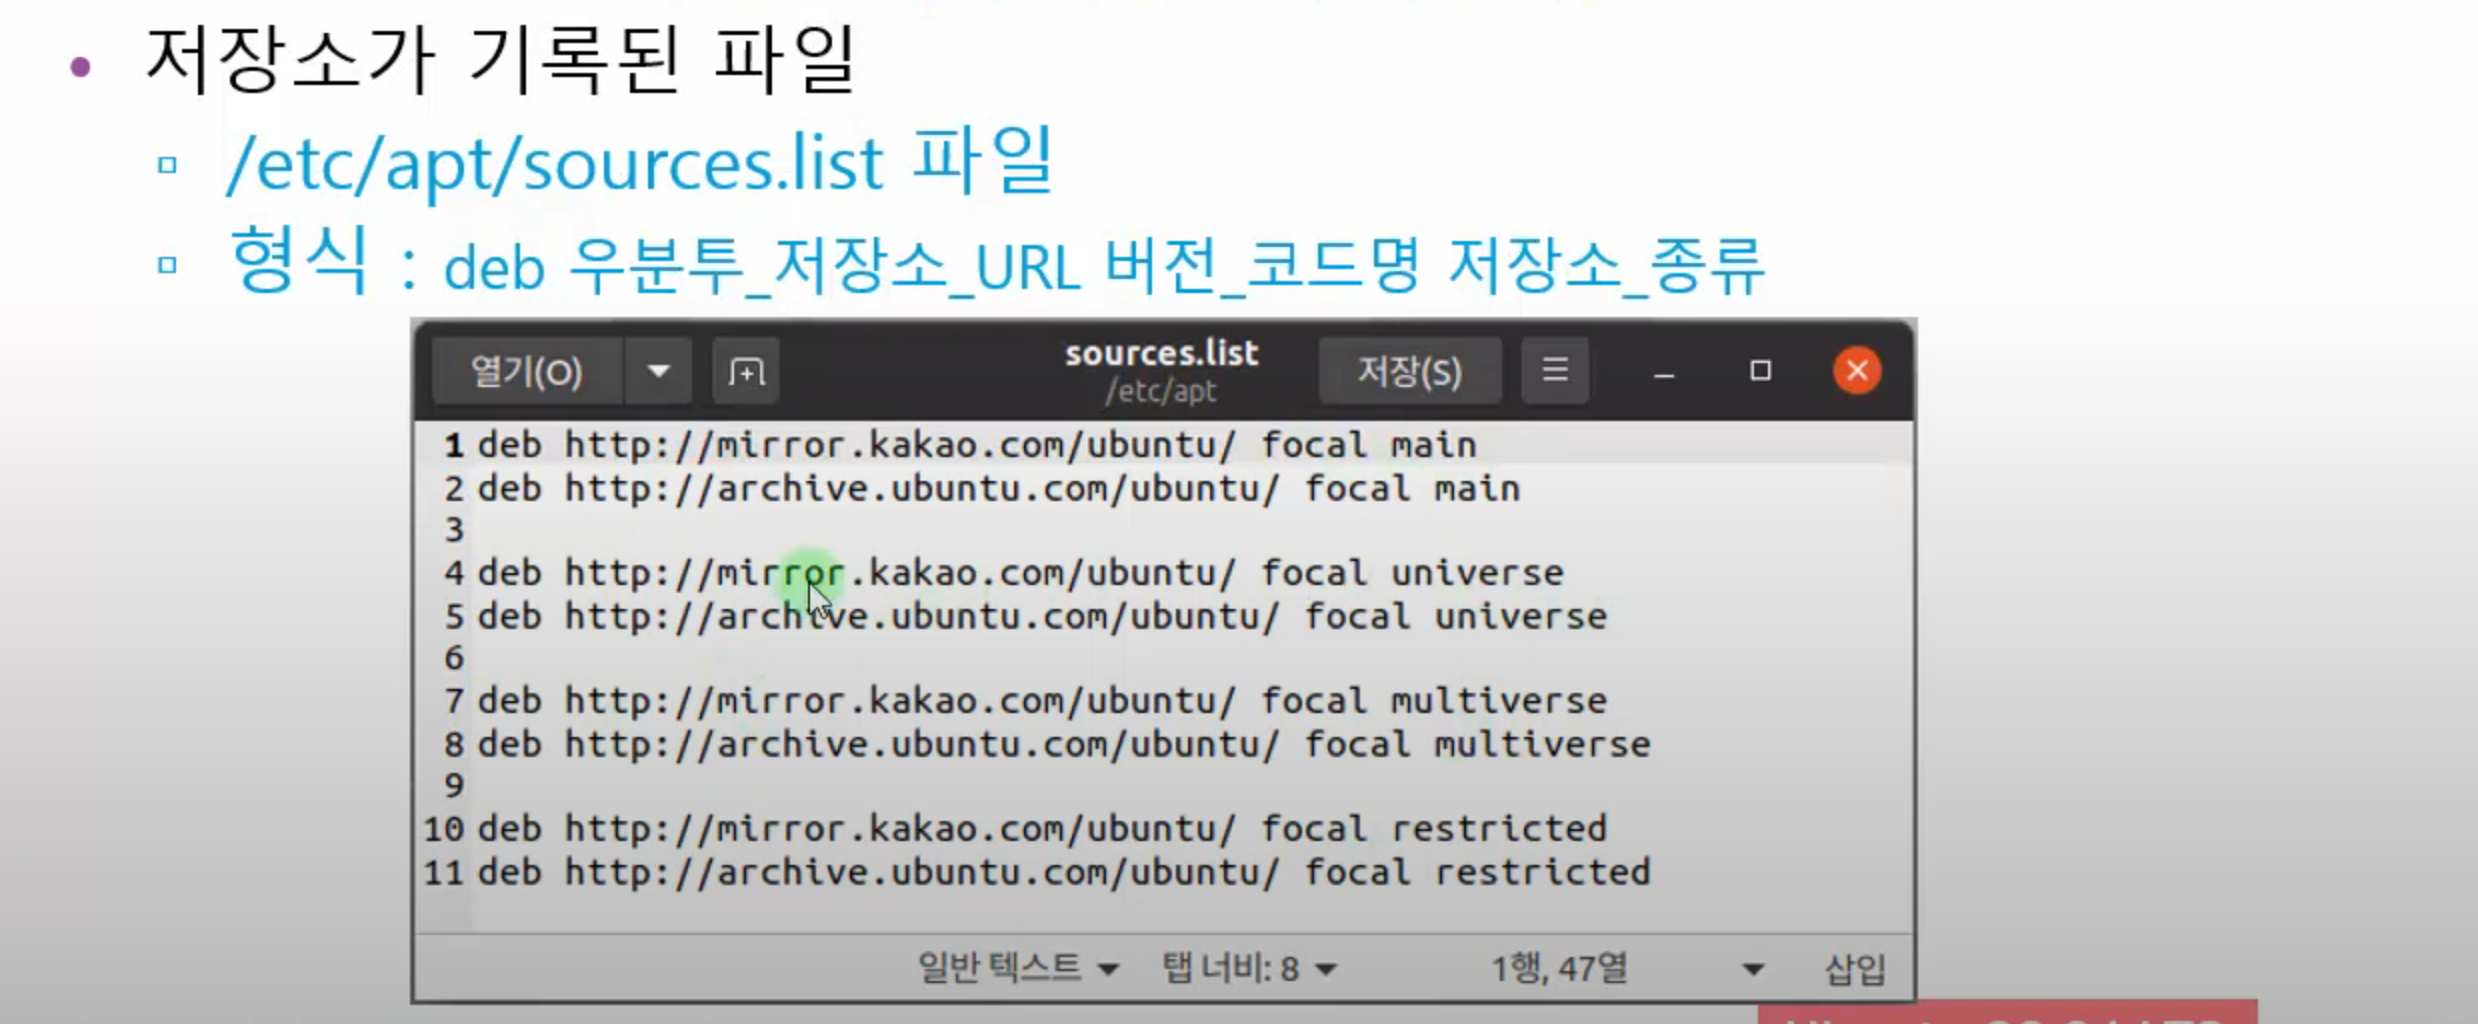 • 저장소가 기록된 파일
▫ /etc/apt/sources.list 파일
▫ 형식 : deb 우분투_저장소_URL 버전_코드명 저장소_종류
열기(O) sources.list 저장(S)
/etc/apt
1 deb http://mirror.kakao.com/ubuntu/ focal main
2 deb http://archive.ubuntu.com/ubuntu/ focal main
3
4 deb http://mirror.kakao.com/ubuntu/ focal universe
5 deb http://archive.ubuntu.com/ubuntu/ focal universe
6
7 deb http://mirror.kakao.com/ubuntu/ focal multiverse
8 deb http://archive.ubuntu.com/ubuntu/ focal multiverse
9
10 deb http://mirror.kakao.com/ubuntu/ focal restricted
11 deb http://archive.ubuntu.com/ubuntu/ focal restricted
일반 텍스트 탭 너비: 8 1행, 47열 삽입